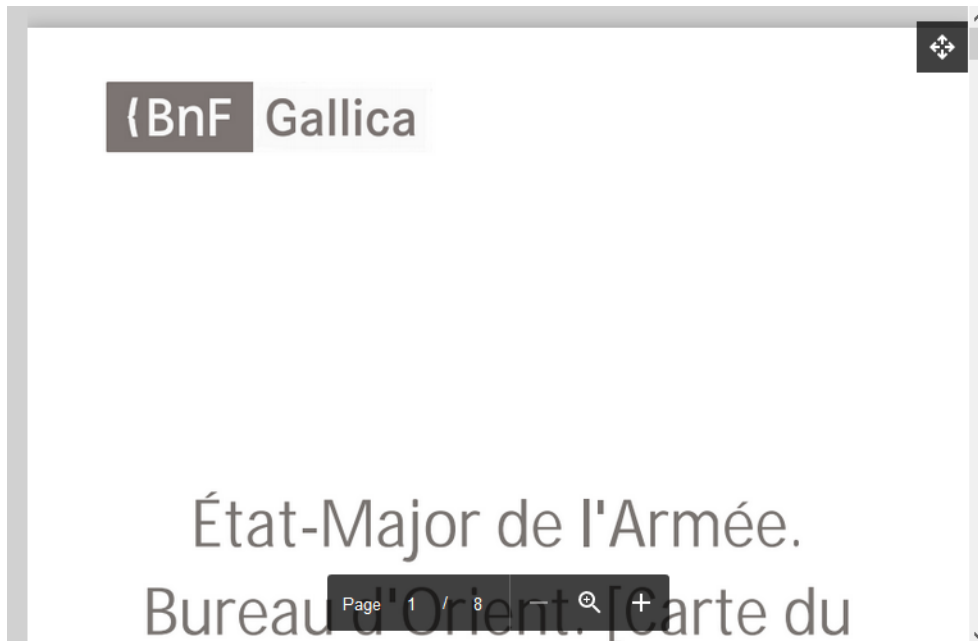 {BnF Gallica
État-Major de l'Armée.
Bureau d'Orient. [Carte du
Page 1 / 8